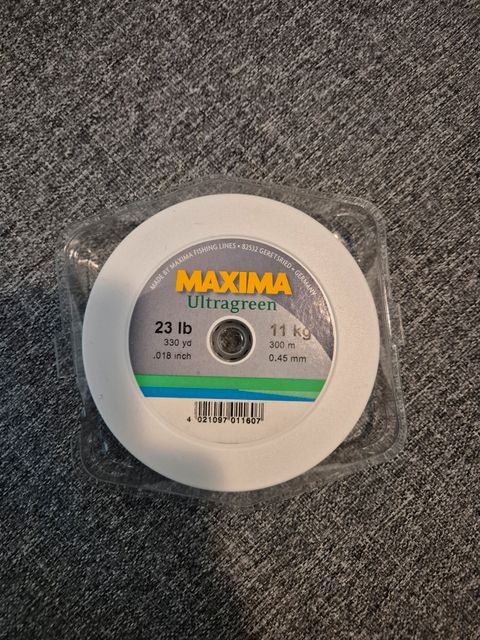 MADE BY MAXIMA FISHING LINES • 82532 GERETSRIED • GERMANY
MAXIMA
Ultragreen
23 lb 11 kg
330 yd 300 m
.018 inch 0.45 mm
4 021097 011607